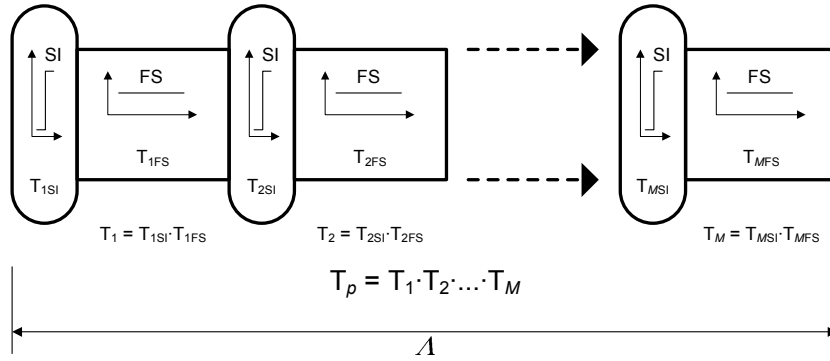 SI FS SI FS SI FS
T1SI T1FS T2SI T2FS TMSI TMFS
T1 = T1SI·T1FS T2 = T2SI·T2FS TM = TMSI·TMFS
Tp = T1·T2·...·TM
Λ